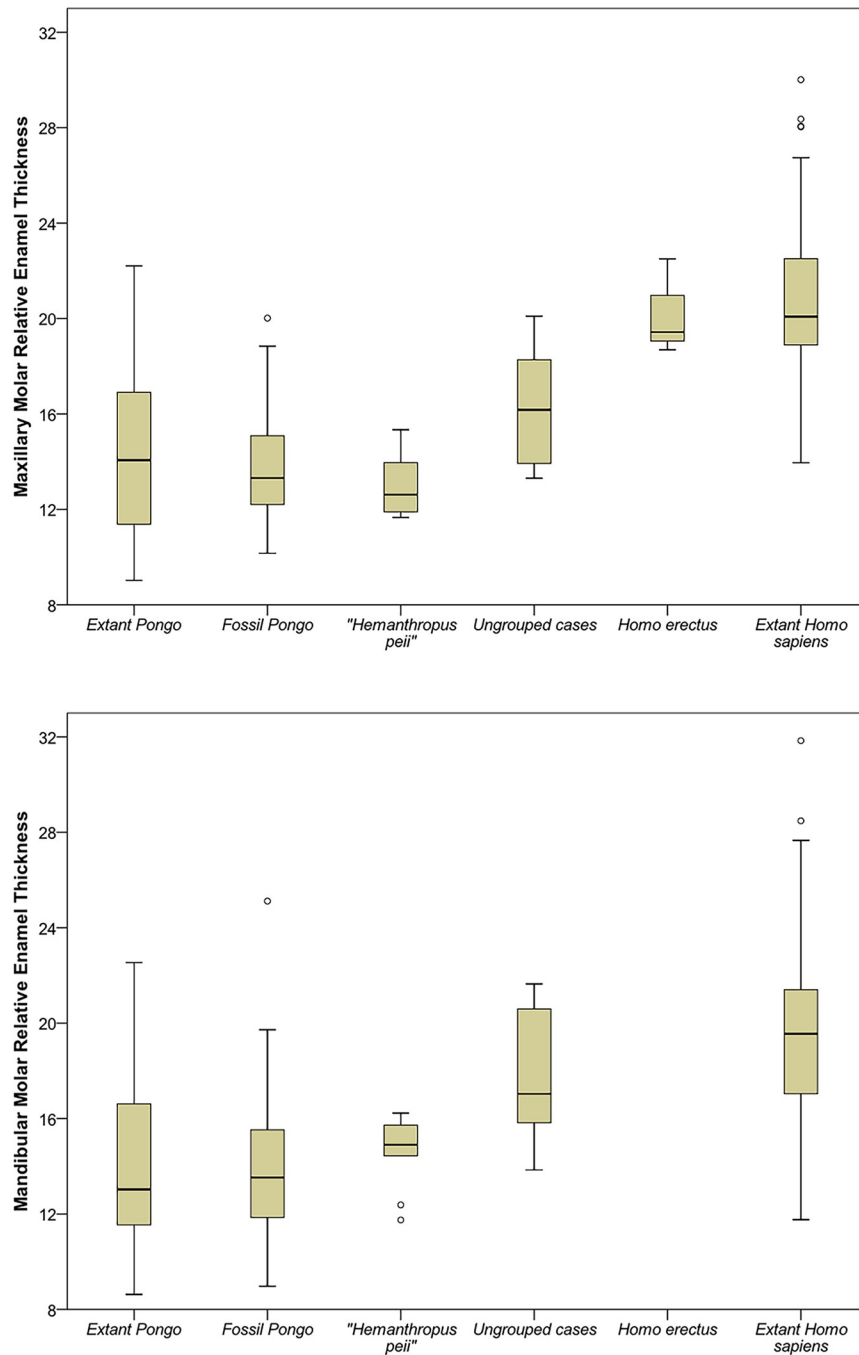 Maxillary Molar Relative Enamel Thickness
32
28
24
20
16
12
8
Extant Pongo
Fossil Pongo
"Hemanthropus
peii"
Ungrouped cases
Homo erectus
Extant Homo
sapiens
Mandibular Molar Relative Enamel Thickness
32
28
24
20
16
12
8
Extant Pongo
Fossil Pongo
"Hemanthropus
peii"
Ungrouped cases
Homo erectus
Extant Homo
sapiens